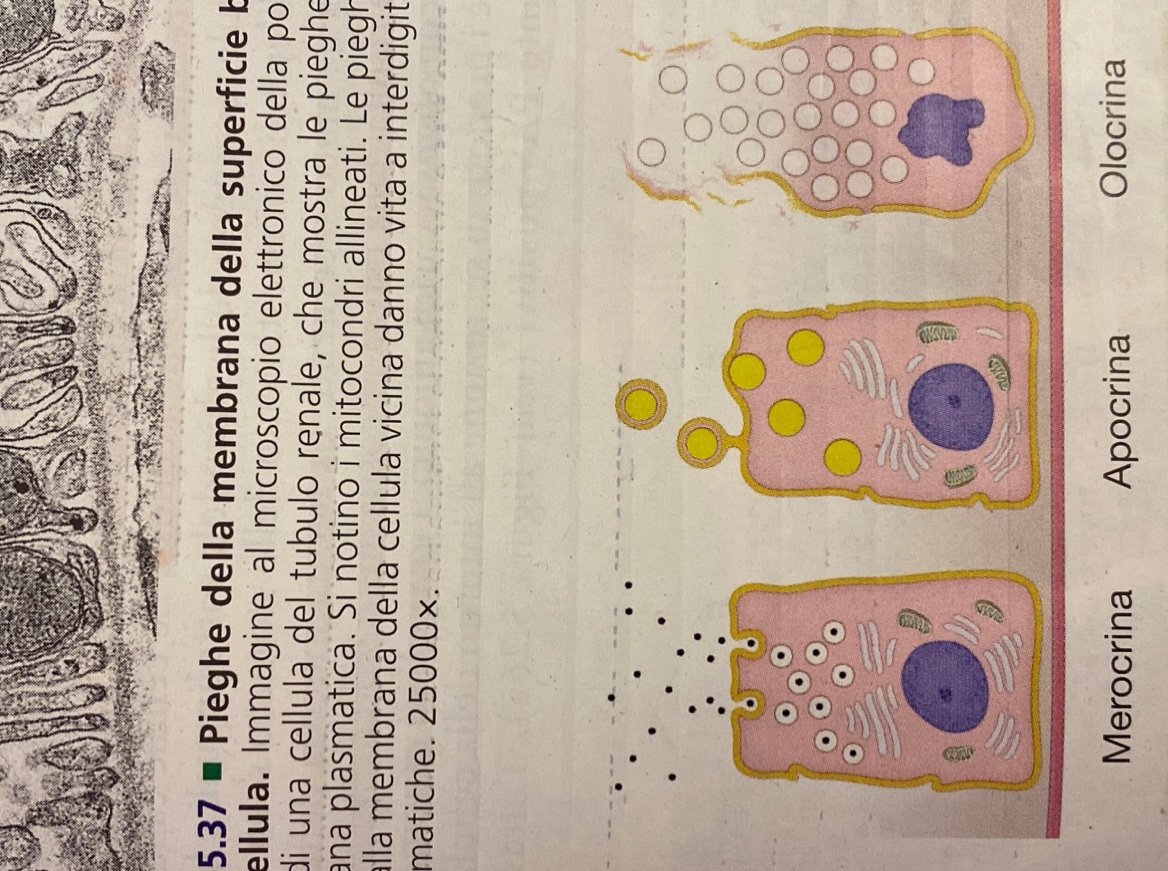 5.37 ■ Pieghe della membrana della superficie b
ellula. Immagine al microscopio elettronico della po
di una cellula del tubulo renale, che mostra le pieghe
ana plasmatica. Si notino i mitocondri allineati. Le piegh
alla membrana della cellula vicina danno vita a interdigit
matiche. 25000x.
Merocrina
Apocrina
Olocrina